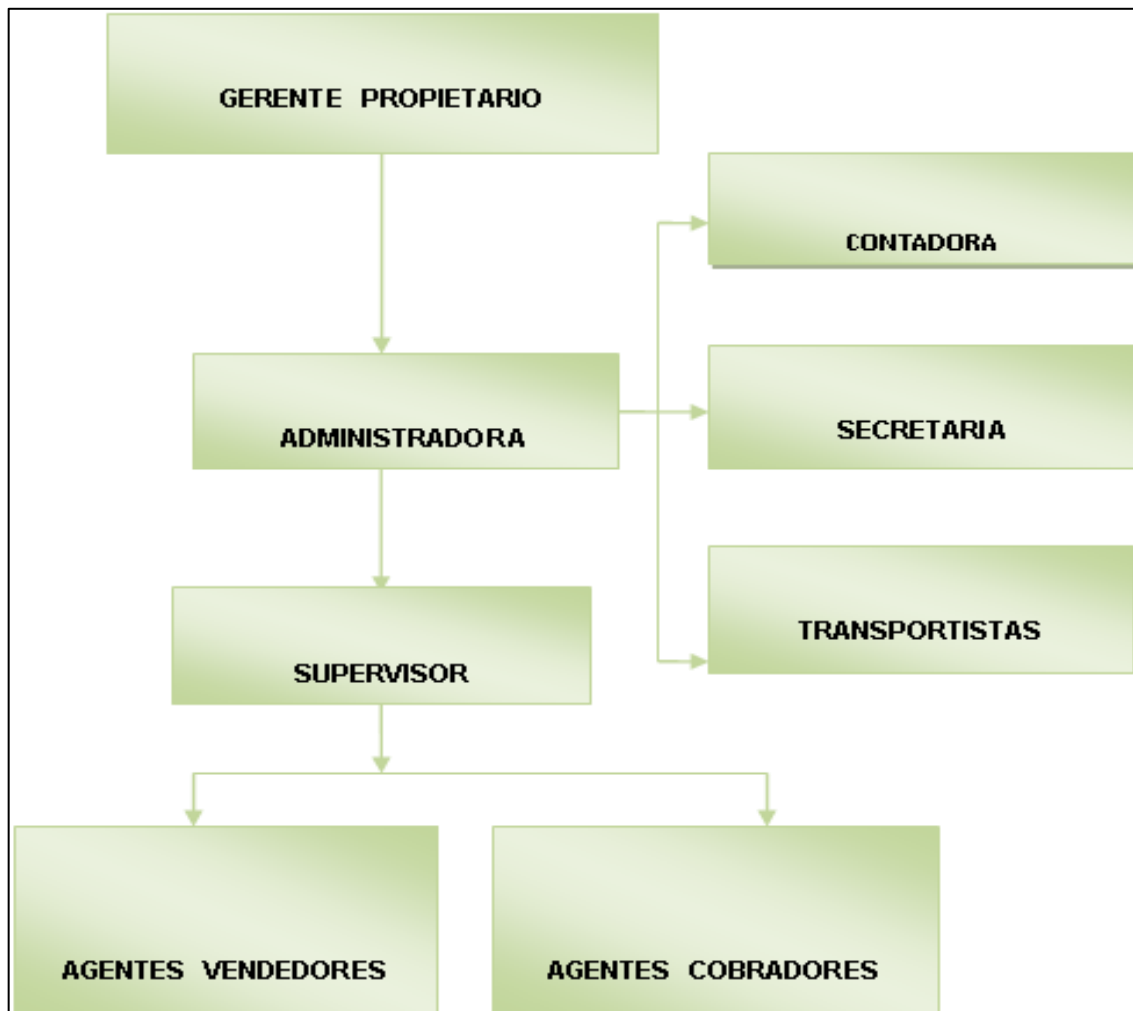 GERENTE PROPIETARIO
CONTADORA
ADMINISTRADORA
SECRETARIA
TRANSPORTISTAS
SUPERVISOR
AGENTES VENDEDORES
AGENTES COBRADORES